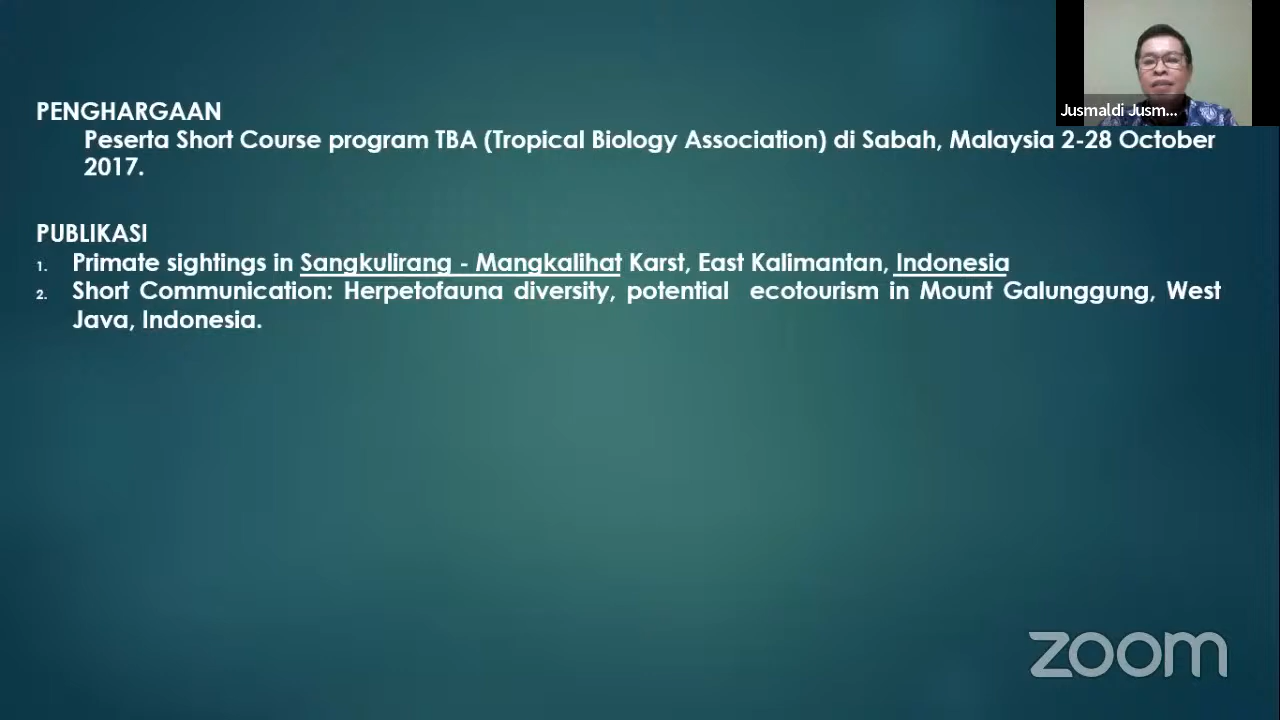 PENGHARGAAN
Jusmaldi Jusm...
Peserta Short Course program TBA (Tropical Biology Association) di Sabah, Malaysia 2-28 October
2017.
PUBLIKASI
1. Primate sightings in Sangkulirang - Mangkalihat Karst, East Kalimantan, Indonesia
2. Short Communication: Herpetofauna diversity, potential ecotourism in Mount Galunggung, West
Java, Indonesia.
zoom